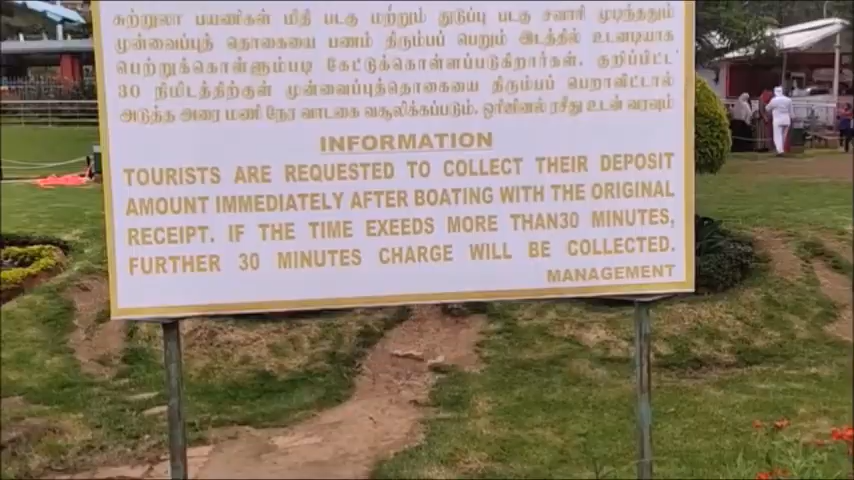 சுற்றுலா பயணிகள் மிதி படகு மற்றும் துடுப்பு படகு சவாரி முடிந்ததும்
முன்வைப்புத் தொகையை பணம் திரும்பப் பெறும் இடத்தில் உடனடியாக
பெற்றுக்கொள்ளும்படி கேட்டுக்கொள்ளப்படுகிறார்கள். குறிப்பிட்ட
30 நிமிடத்திற்குள் முன்வைப்புத்தொகையை திரும்ப பெறாவிட்டால்
அடுத்த அரை மணி நேர வாடகை வசூலிக்கப்படும். ஒரிஜினல் ரசீது உடன் வரவும்
INFORMATION
TOURISTS ARE REQUESTED TO COLLECT THEIR DEPOSIT
AMOUNT IMMEDIATELY AFTER BOATING WITH THE ORIGINAL
RECEIPT. IF THE TIME EXCEEDS MORE THAN30 MINUTES,
FURTHER 30 MINUTES CHARGE WILL BE COLLECTED.
MANAGEMENT